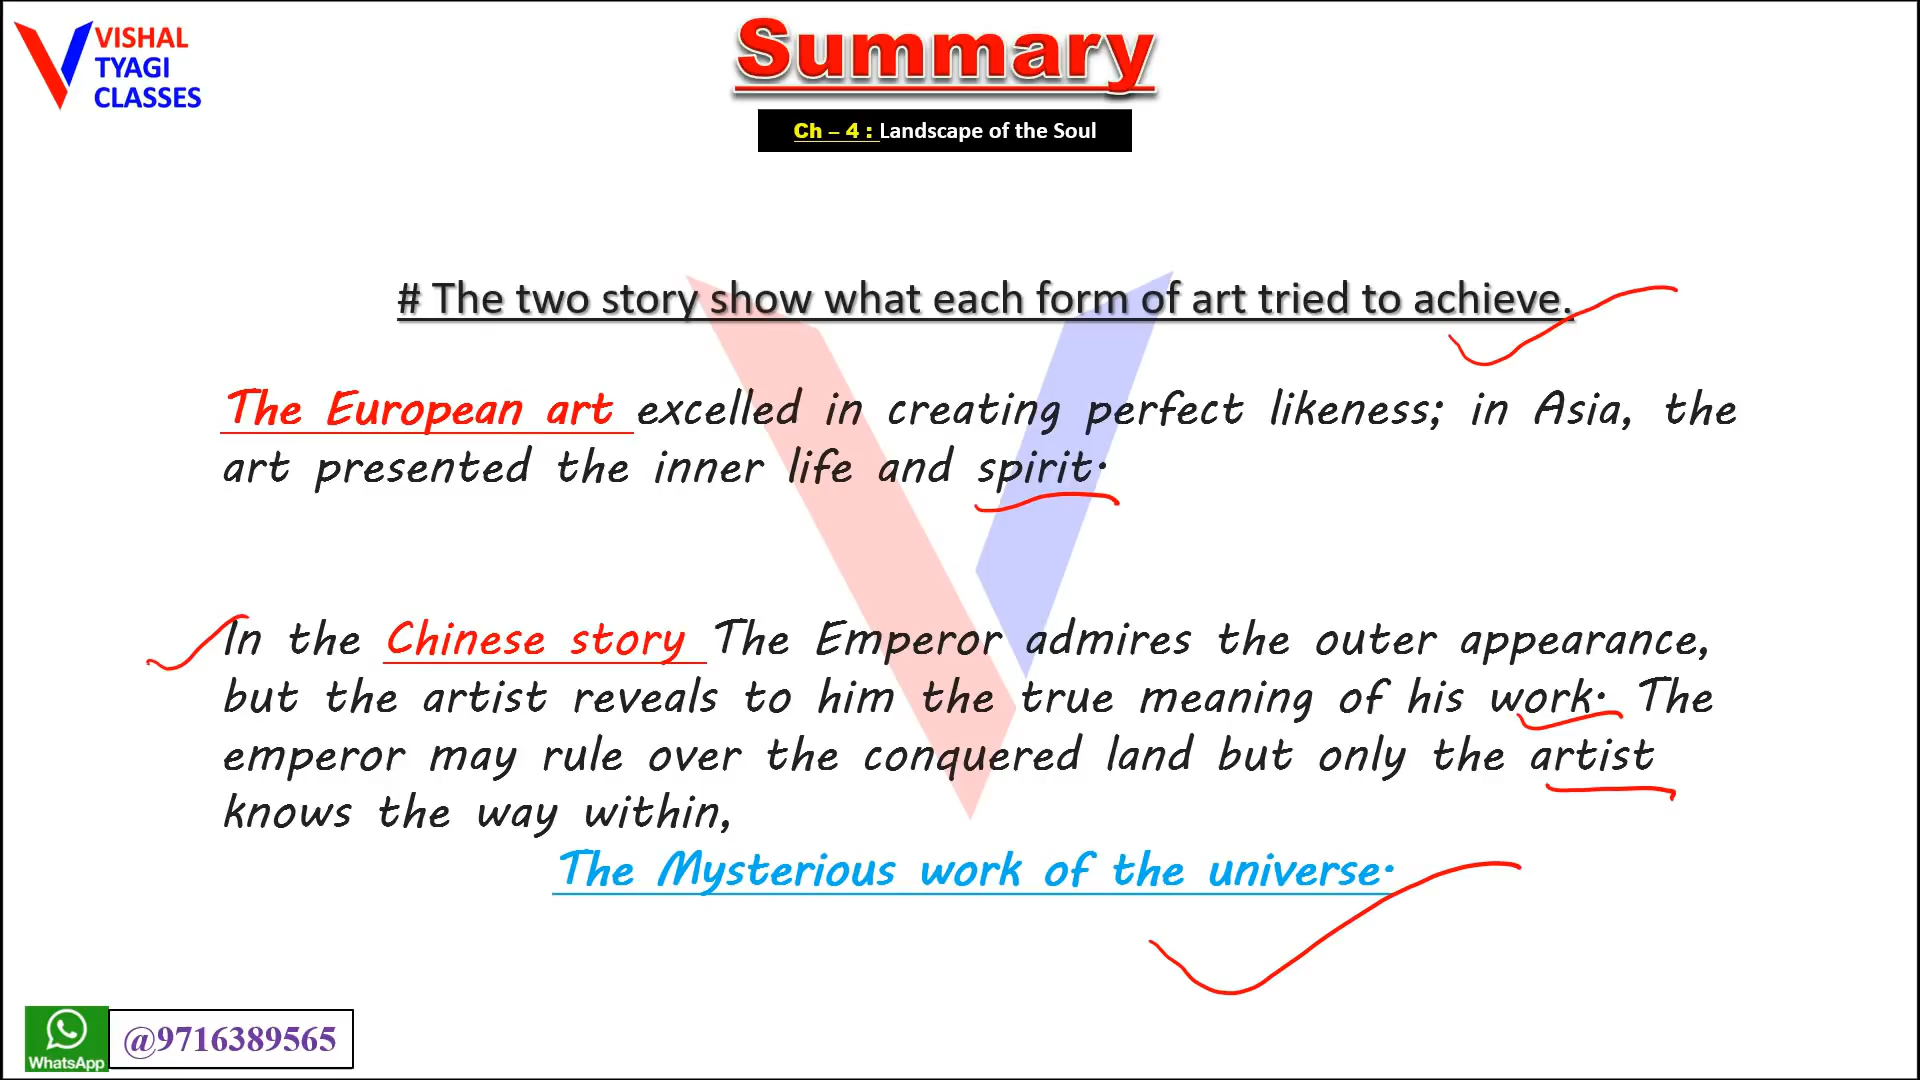 VISHAL
TYAGI
CLASSES
Summary
Ch – 4 : Landscape of the Soul
# The two story show what each form of art tried to achieve.
The European art excelled in creating perfect likeness; in Asia, the
art presented the inner life and spirit.
In the Chinese story The Emperor admires the outer appearance,
but the artist reveals to him the true meaning of his work. The
emperor may rule over the conquered land but only the artist
knows the way within,
The Mysterious work of the universe.
WhatsApp
@9716389565